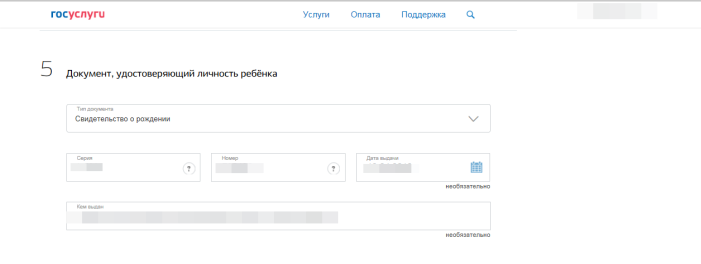 госуслуги Услуги Оплата Поддержка
5 Документ, удостоверяющий личность ребёнка
Тип документа
Свидетельство о рождении
Серия ? Номер ? Дата выдачи
необязательно
Кем выдан
необязательно